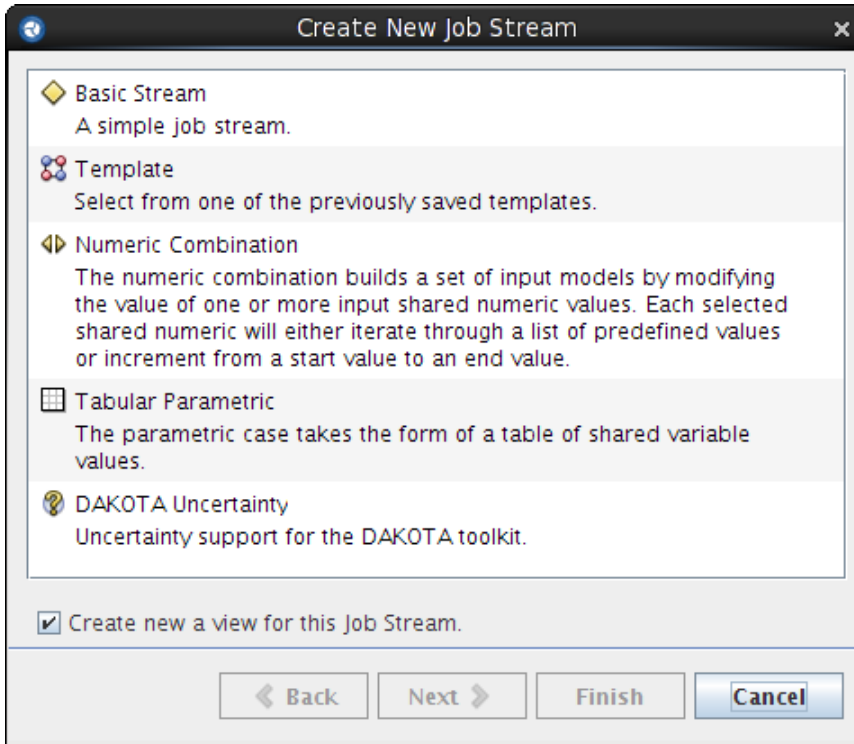 Create New Job Stream
Basic Stream
A simple job stream.
Template
Select from one of the previously saved templates.
Numeric Combination
The numeric combination builds a set of input models by modifying
the value of one or more input shared numeric values. Each selected
shared numeric will either iterate through a list of predefined values
or increment from a start value to an end value.
Tabular Parametric
The parametric case takes the form of a table of shared variable
values.
DAKOTA Uncertainty
Uncertainty support for the DAKOTA toolkit.
Create new a view for this Job Stream.
Back Next Finish Cancel